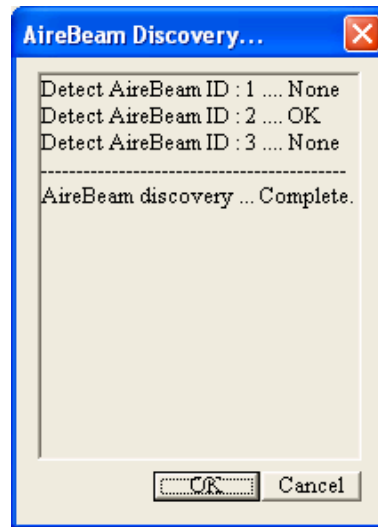 AireBeam Discovery...
Detect AireBeam ID : 1 .... None
Detect AireBeam ID : 2 .... OK
Detect AireBeam ID : 3 .... None
--------------------------------------------
AireBeam discovery ... Complete.
OK Cancel